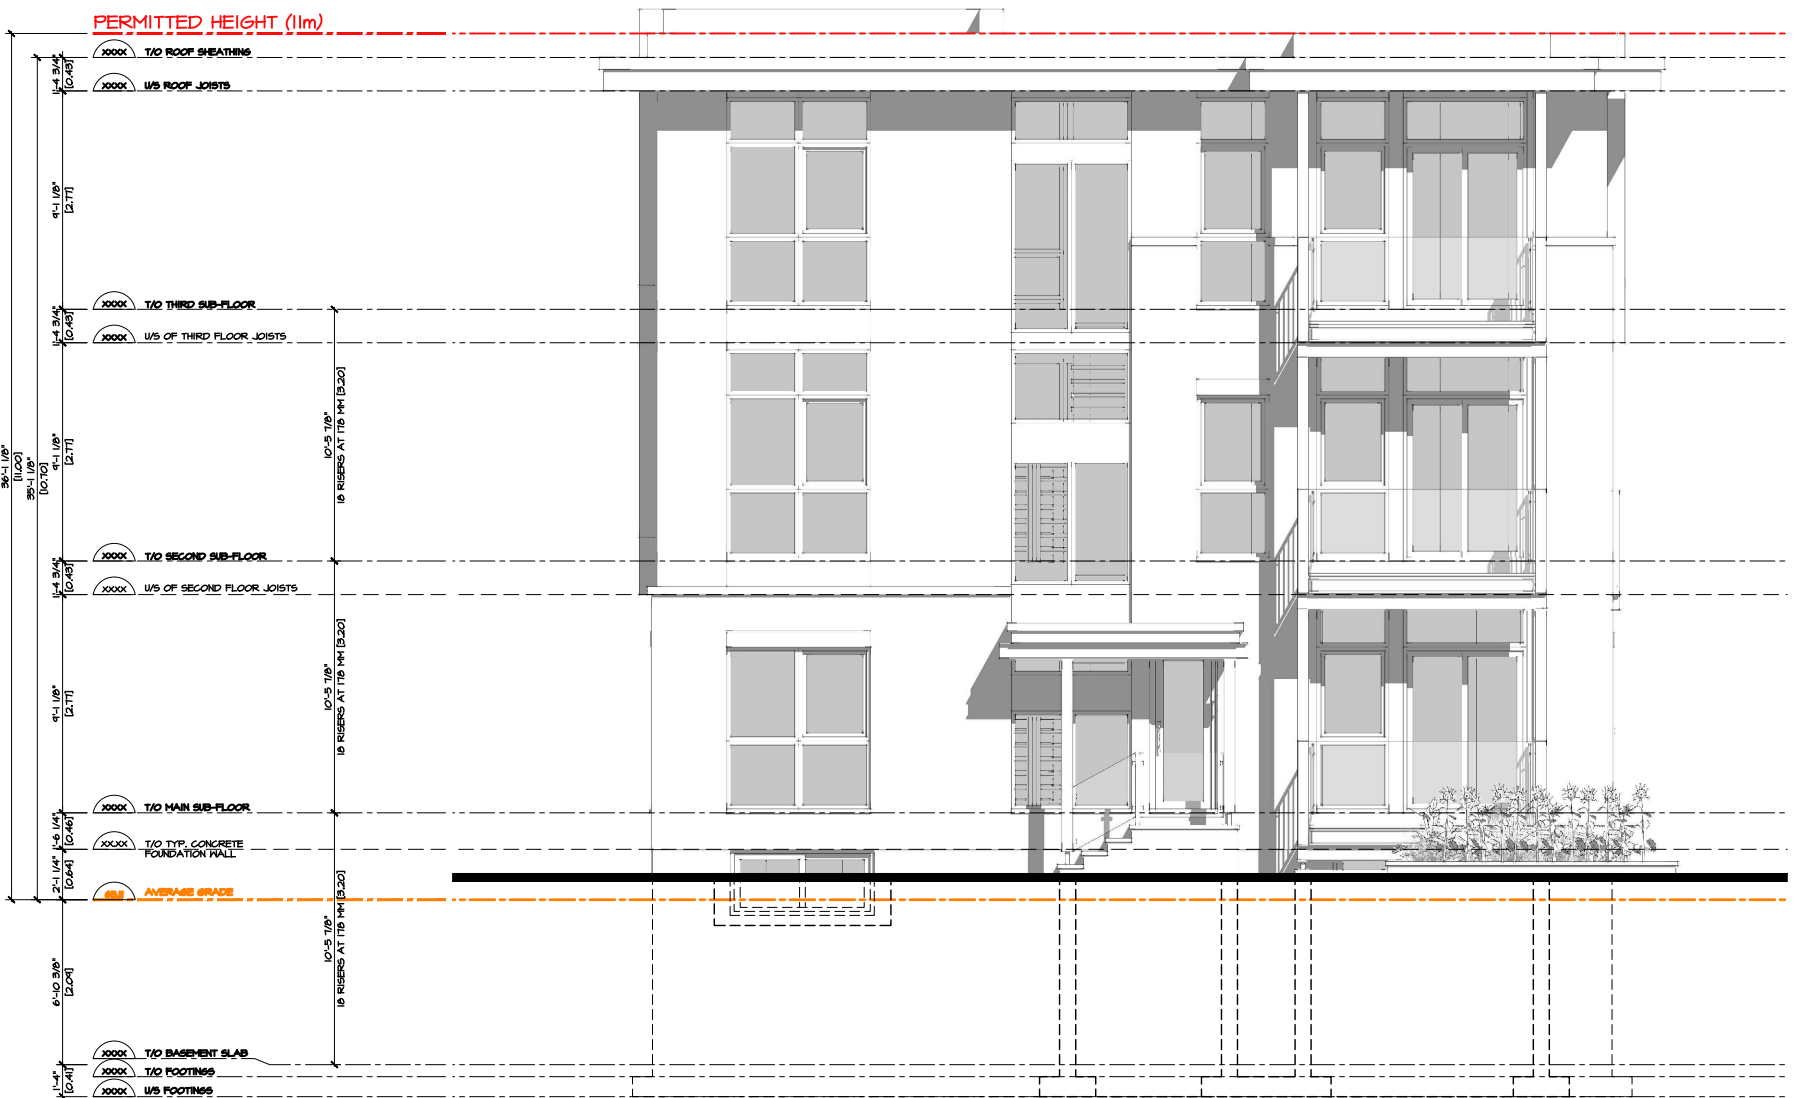 PERMITTED HEIGHT (11m)
XXXX T/O ROOF SHEATHING
XXXX U/S ROOF JOISTS
XXXX T/O THIRD SUB-FLOOR
XXXX U/S OF THIRD FLOOR JOISTS
XXXX T/O SECOND SUB-FLOOR
XXXX U/S OF SECOND FLOOR JOISTS
XXXX T/O MAIN SUB-FLOOR
XX.XX T/O TYP. CONCRETE
FOUNDATION WALL
AVERAGE GRADE
XXXX T/O BASEMENT SLAB
XXXX T/O FOOTINGS
XXXX U/S FOOTINGS
36'-1 1/8"
[11.00]
35'-1 1/8"
[10.70]
1'-4 3/4"
[0.43]
9'-1 1/8"
[2.77]
1'-4 3/4"
[0.43]
9'-1 1/8"
[2.77]
1'-4 3/4"
[0.43]
9'-1 1/8"
[2.77]
1'-6 1/4"
[0.46]
2'-1 1/4"
[0.64]
6'-10 3/8"
[2.09]
1'-4"
[0.41]
10'-5 7/8"
18 RISERS AT 178 MM [3.20]
10'-5 7/8"
18 RISERS AT 178 MM [3.20]
10'-5 7/8"
18 RISERS AT 178 MM [3.20]